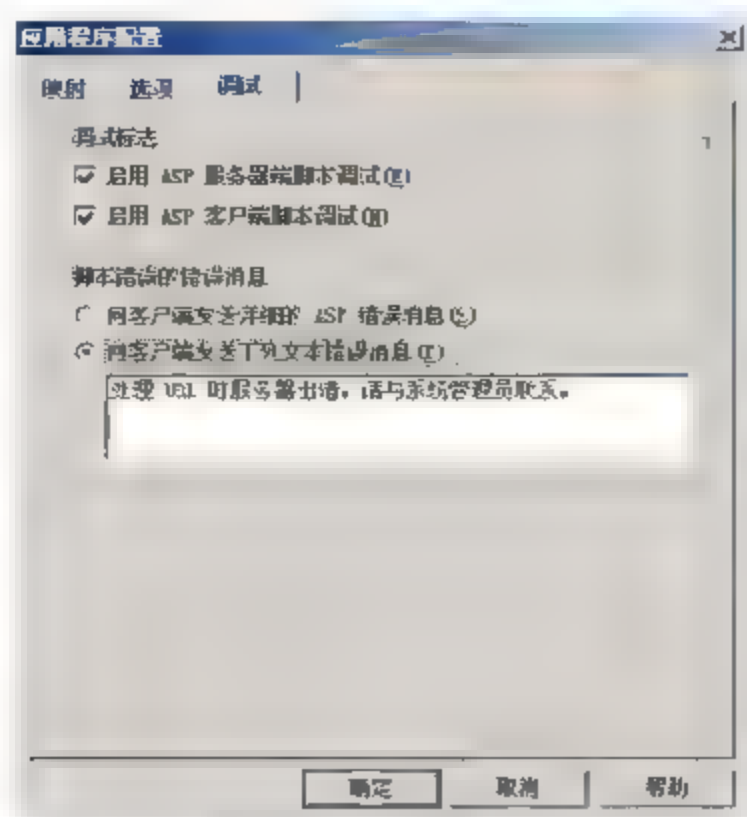 应用程序配置
映射 选项 调试
调试标志
启用 ASP 服务器端脚本调试(E)
启用 ASP 客户端脚本调试(N)
脚本错误的错误消息
向客户端发送详细的 ASP 错误消息(S)
向客户端发送下列文本错误消息(T)
处理 URL 时服务器出错。请与系统管理员联系。
确定 取消 帮助